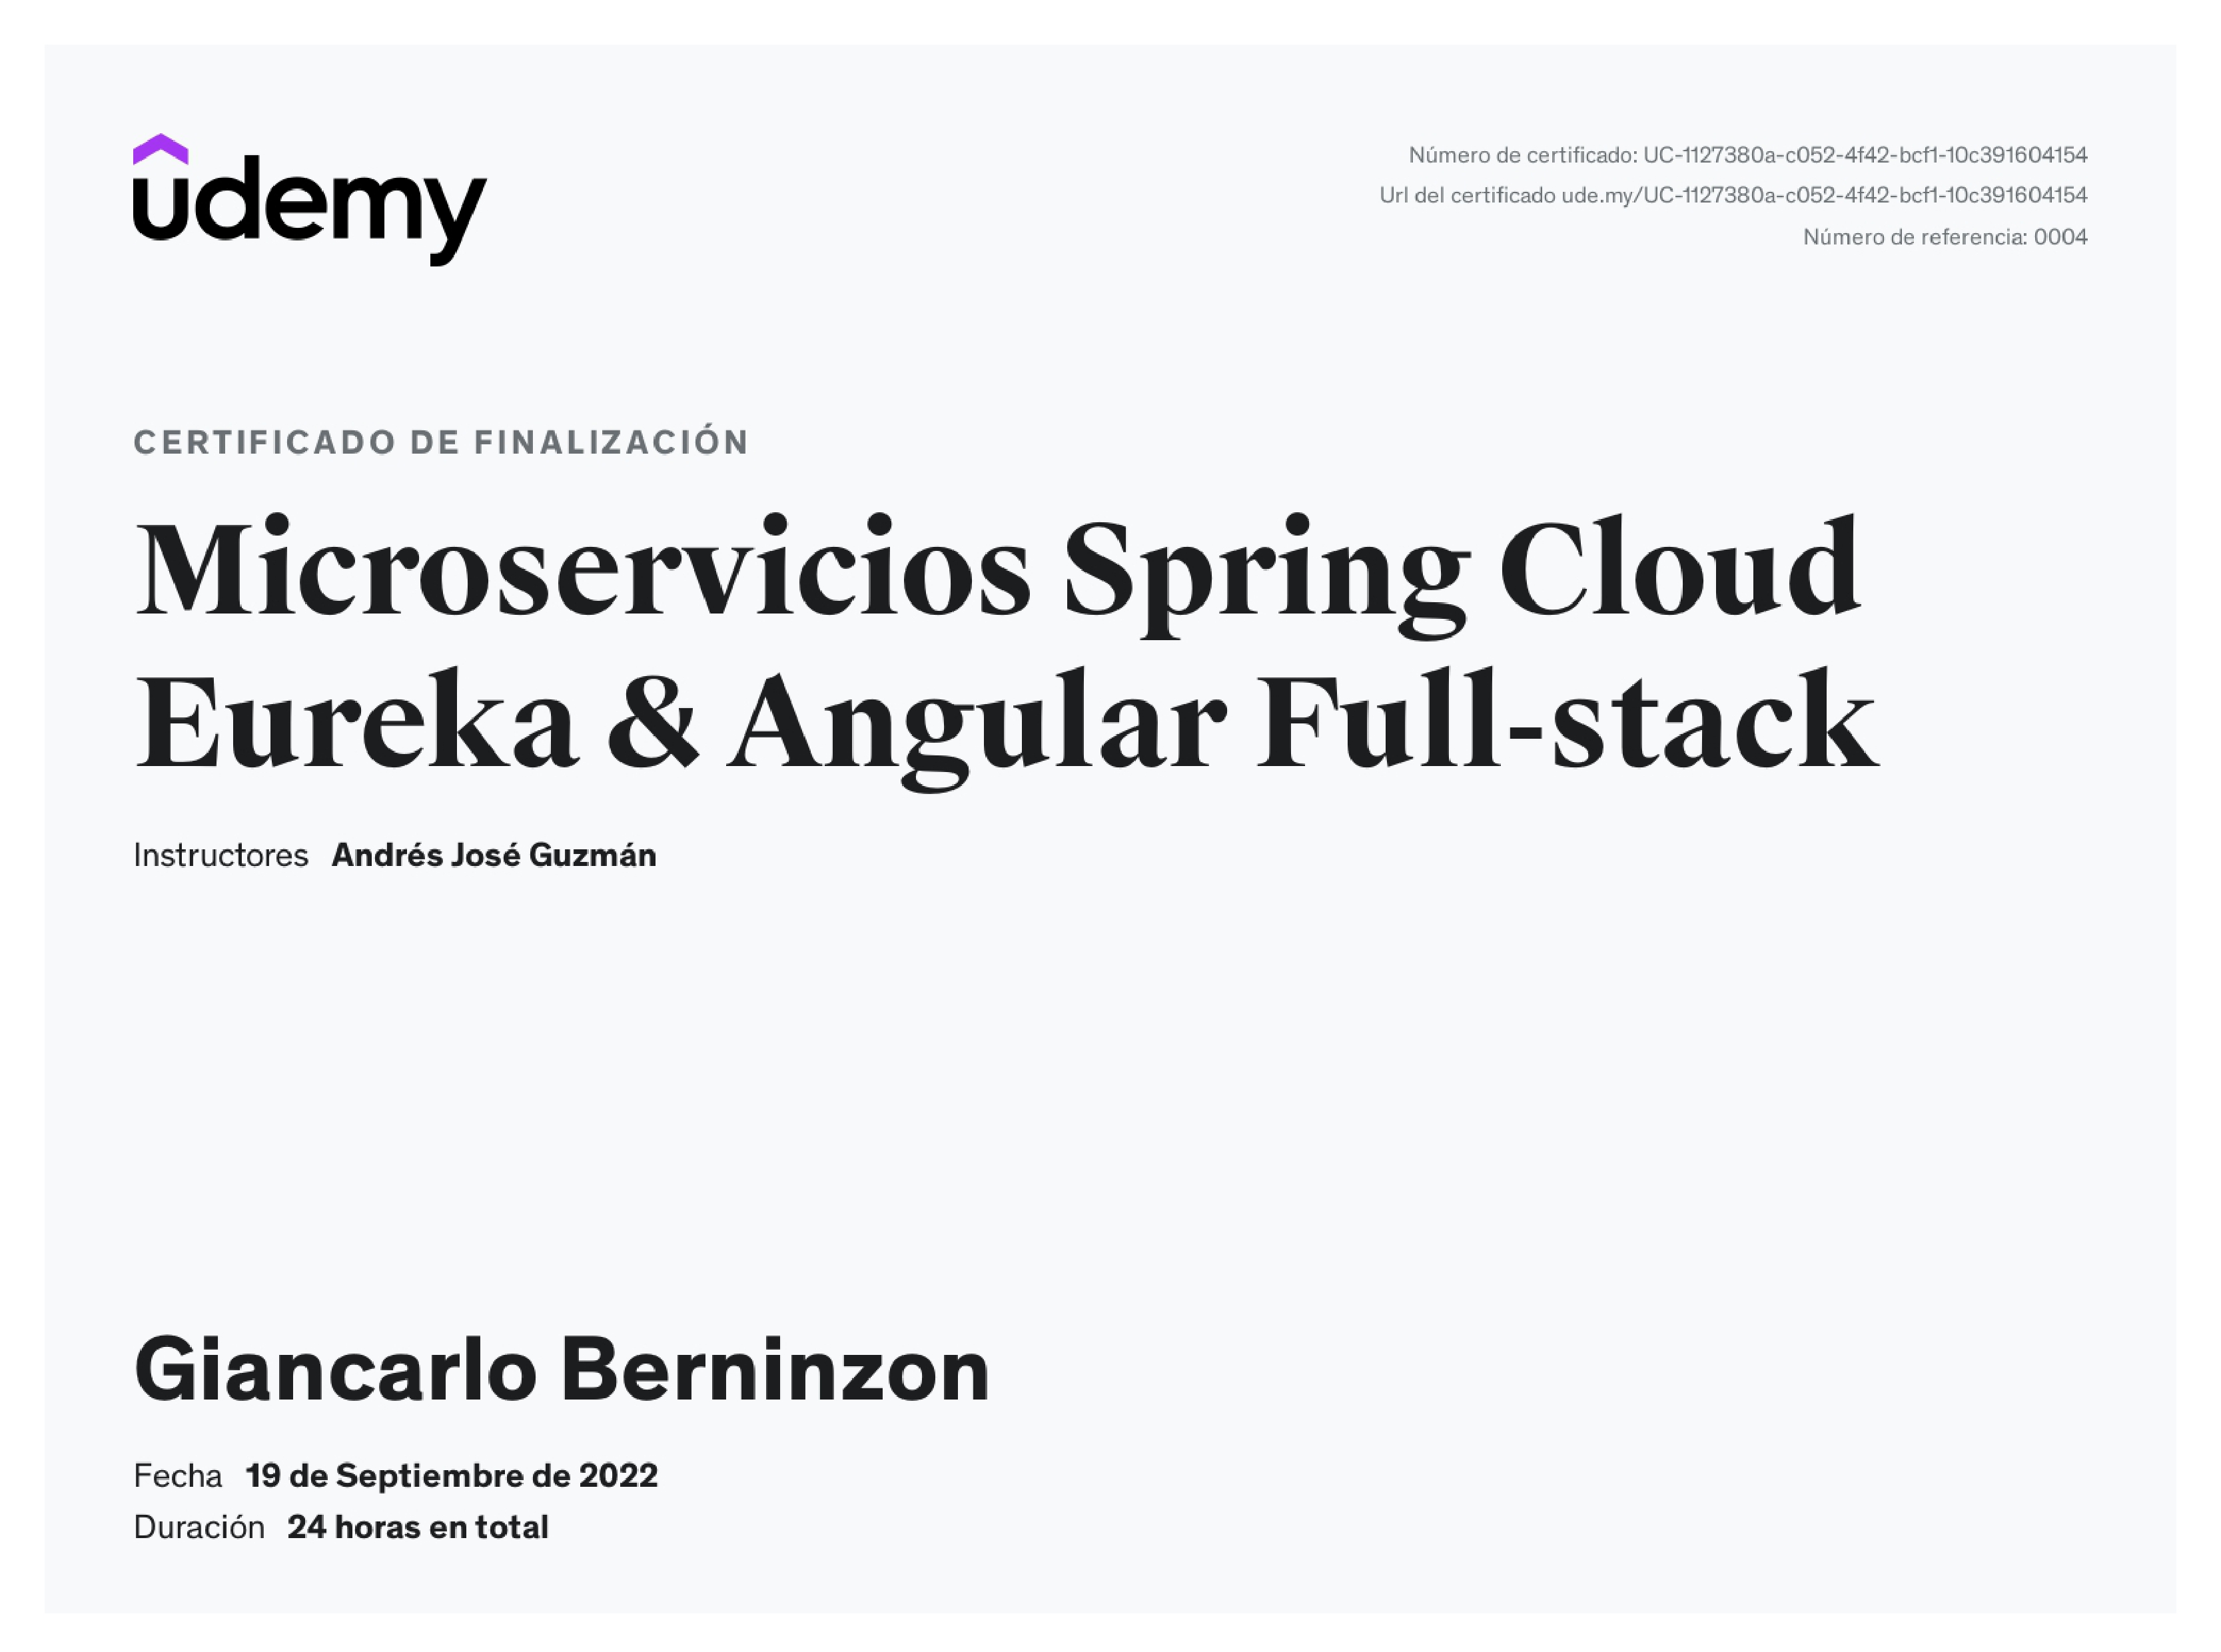 udemy
Número de certificado: UC-1127380a-c052-4f42-bcf1-10c391604154
Url del certificado ude.my/UC-1127380a-c052-4f42-bcf1-10c391604154
Número de referencia: 0004
CERTIFICADO DE FINALIZACIÓN
Microservicios Spring Cloud
Eureka & Angular Full-stack
Instructores Andrés José Guzmán
Giancarlo Berninzon
Fecha 19 de Septiembre de 2022
Duración 24 horas en total